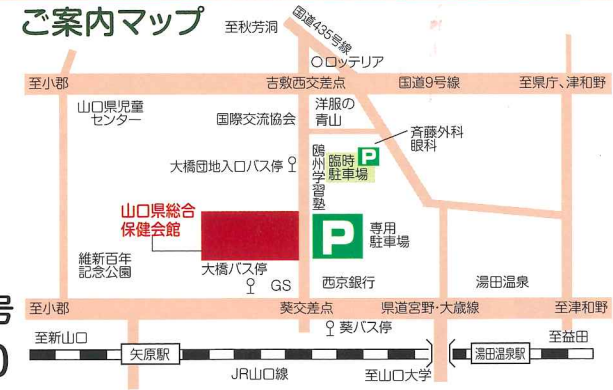 ご案内マップ
至秋芳洞
国道435号線
ロッテリア
至小郡
吉敷西交差点
国道9号線
至県庁、津和野
山口県児童
センター
国際交流協会
洋服の
青山
斉藤外科
眼科
大橋団地入口バス停
鴎州学習塾
臨時
駐車場
P
山口県総合
保健会館
P
専用
駐車場
維新百年
記念公園
大橋バス停
GS
西京銀行
湯田温泉
号
至小郡
葵交差点
県道宮野・大歳線
至津和野
葵バス停
至新山口
至益田
矢原駅
湯田温泉駅
JR山口線
至山口大学